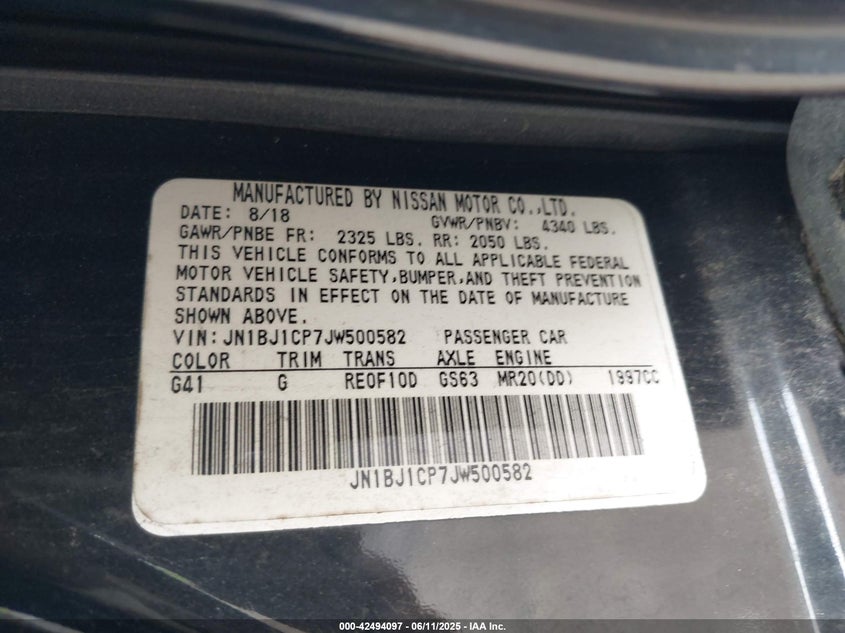 MANUFACTURED BY NISSAN MOTOR CO.,LTD.
DATE: 8/18 GVWR/PNBV: 4340 LBS.
GAWR/PNBE FR: 2325 LBS. RR: 2050 LBS.
THIS VEHICLE CONFORMS TO ALL APPLICABLE FEDERAL
MOTOR VEHICLE SAFETY,BUMPER,AND THEFT PREVENTION
STANDARDS IN EFFECT ON THE DATE OF MANUFACTURE
SHOWN ABOVE.
VIN: JN1BJ1CP7JW500582 PASSENGER CAR
COLOR TRIM TRANS AXLE ENGINE
G41 G RE0F10D GS63 MR20(DD) 1997CC
JN1BJ1CP7JW500582
000-42494097 - 06/11/2025 - IAA Inc.